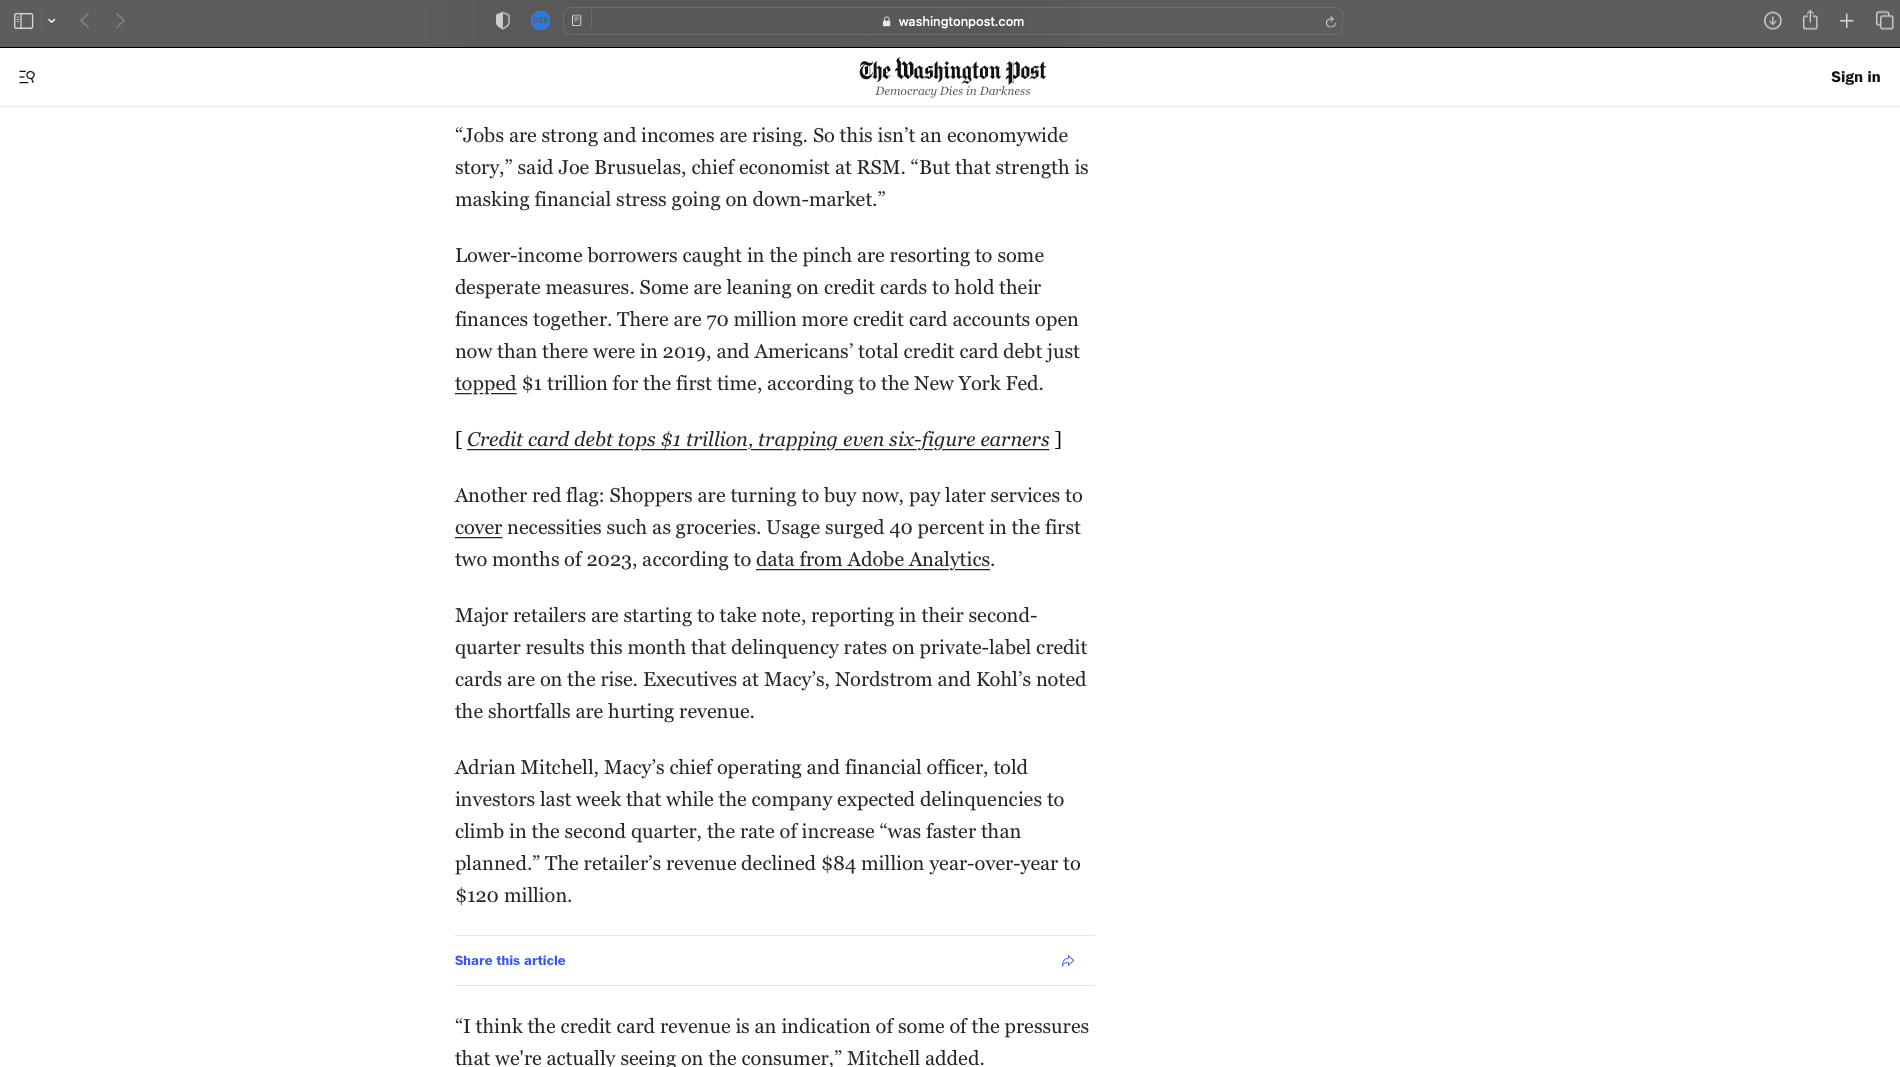 ABP
washingtonpost.com
The Washington Post
Democracy Dies in Darkness
Sign in
“Jobs are strong and incomes are rising. So this isn’t an economywide
story,” said Joe Brusuelas, chief economist at RSM. “But that strength is
masking financial stress going on down-market.”
Lower-income borrowers caught in the pinch are resorting to some
desperate measures. Some are leaning on credit cards to hold their
finances together. There are 70 million more credit card accounts open
now than there were in 2019, and Americans’ total credit card debt just
topped $1 trillion for the first time, according to the New York Fed.
[ Credit card debt tops $1 trillion, trapping even six-figure earners ]
Another red flag: Shoppers are turning to buy now, pay later services to
cover necessities such as groceries. Usage surged 40 percent in the first
two months of 2023, according to data from Adobe Analytics.
Major retailers are starting to take note, reporting in their second-
quarter results this month that delinquency rates on private-label credit
cards are on the rise. Executives at Macy’s, Nordstrom and Kohl’s noted
the shortfalls are hurting revenue.
Adrian Mitchell, Macy’s chief operating and financial officer, told
investors last week that while the company expected delinquencies to
climb in the second quarter, the rate of increase “was faster than
planned.” The retailer’s revenue declined $84 million year-over-year to
$120 million.
Share this article
“I think the credit card revenue is an indication of some of the pressures
that we're actually seeing on the consumer,” Mitchell added.